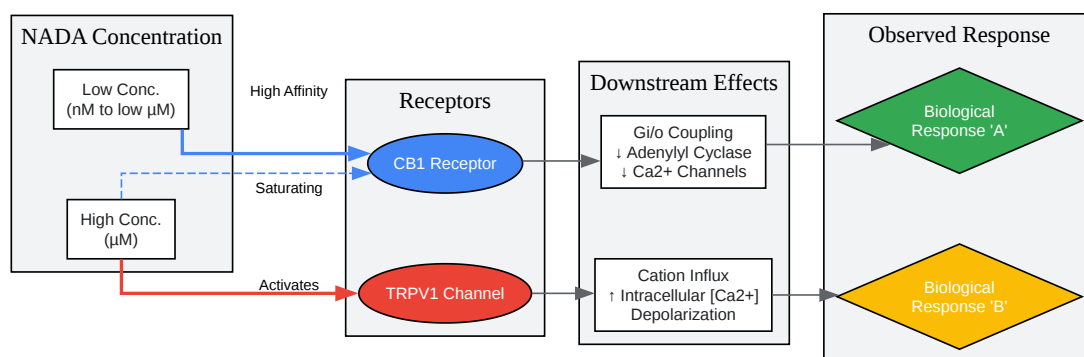 NADA Concentration
Low Conc.
(nM to low µM)
High Conc.
(µM)
High Affinity
Saturating
Activates
Receptors
CB1 Receptor
TRPV1 Channel
Downstream Effects
Gi/o Coupling
↓ Adenylyl Cyclase
↓ Ca2+ Channels
Cation Influx
↑ Intracellular [Ca2+]
Depolarization
Observed Response
Biological
Response 'A'
Biological
Response 'B'